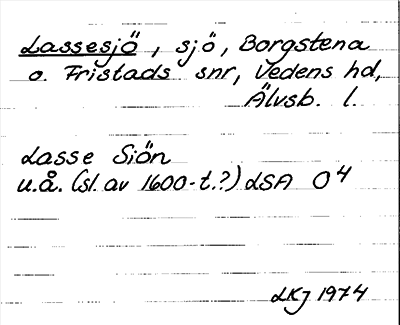 Lassesjö, sjö, Borgstena
o. Fristads snr, Vedens hd,
Älvsb. l.
Lasse Siön
u.å. (sl. av 1600-t.?) LSA O4
LKJ 1974